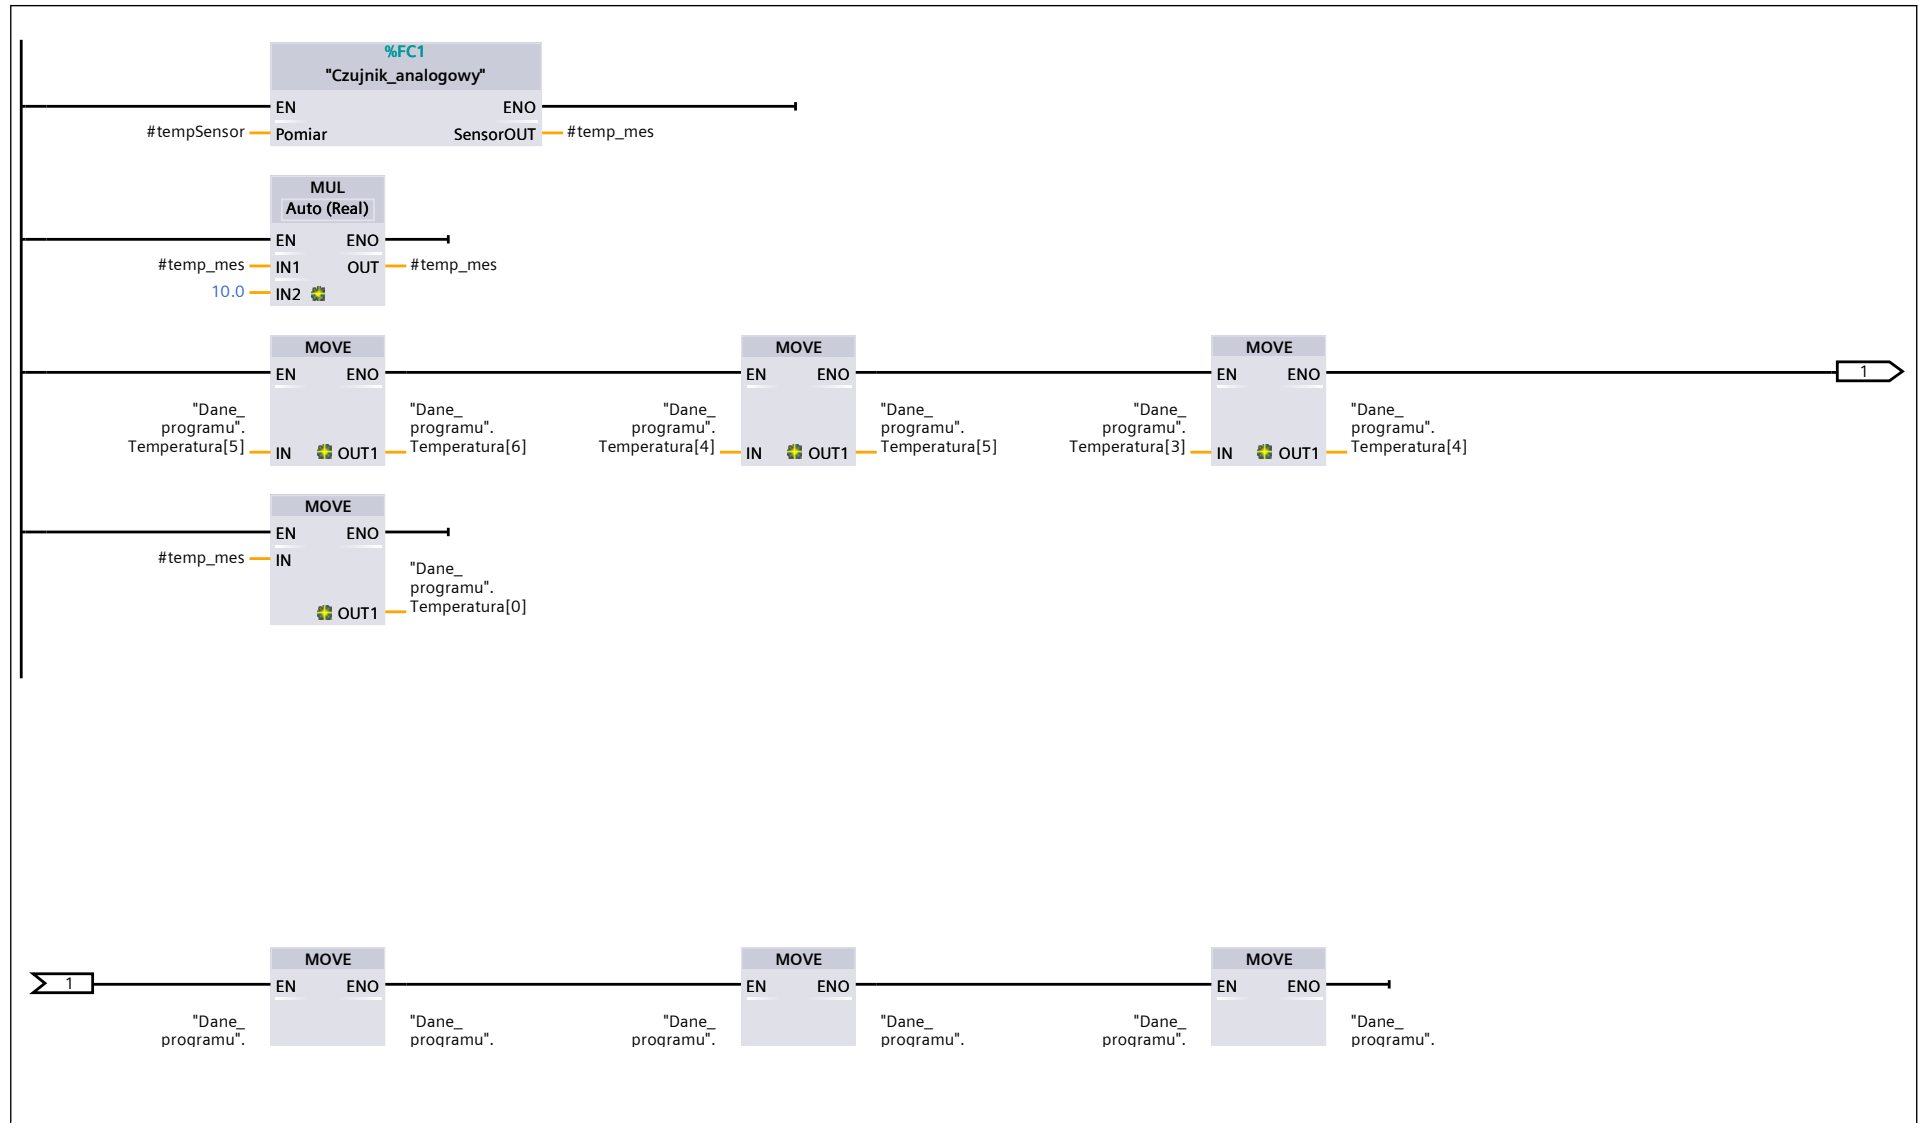 %FC1
"Czujnik_analogowy"
EN ENO
#tempSensor Pomiar SensorOUT #temp_mes
MUL
Auto (Real)
EN ENO
#temp_mes IN1 OUT #temp_mes
10.0 IN2
MOVE MOVE MOVE
EN ENO EN ENO EN ENO 1
"Dane_ "Dane_ "Dane_ "Dane_ "Dane_ "Dane_
programu". programu". programu". programu". programu". programu".
Temperatura[5] IN OUT1 Temperatura[6] Temperatura[4] IN OUT1 Temperatura[5] Temperatura[3] IN OUT1 Temperatura[4]
MOVE
EN ENO
#temp_mes IN
"Dane_
programu".
OUT1 Temperatura[0]
MOVE MOVE MOVE
1 EN ENO EN ENO EN ENO
"Dane_ "Dane_ "Dane_ "Dane_ "Dane_ "Dane_
programu". programu". programu". programu". programu". programu".